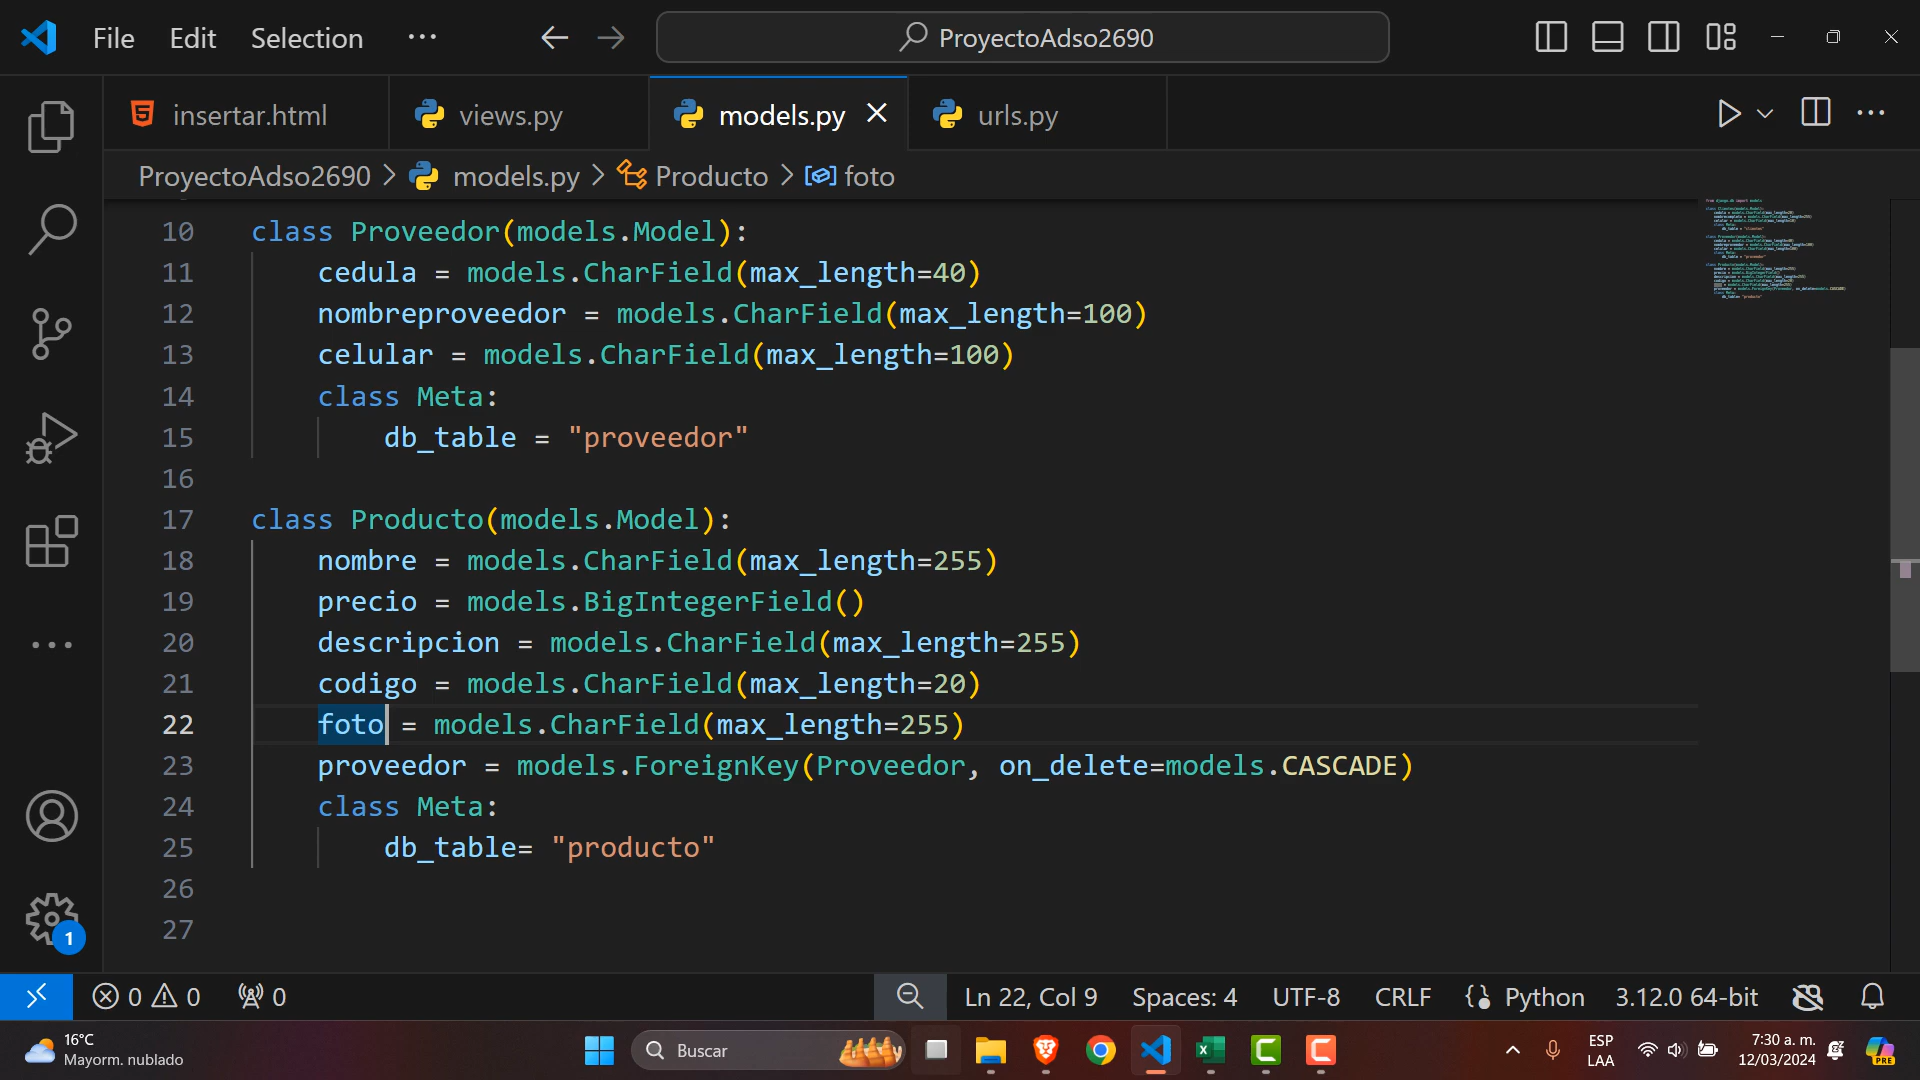 File Edit Selection ··· ProyectoAdso2690
insertar.html views.py models.py urls.py
ProyectoAdso2690 > models.py > Producto > foto
10 class Proveedor(models.Model):
11 cedula = models.CharField(max_length=40)
12 nombreproveedor = models.CharField(max_length=100)
13 celular = models.CharField(max_length=100)
14 class Meta:
15 db_table = "proveedor"
16
17 class Producto(models.Model):
18 nombre = models.CharField(max_length=255)
19 precio = models.BigIntegerField()
20 descripcion = models.CharField(max_length=255)
21 codigo = models.CharField(max_length=20)
22 foto = models.CharField(max_length=255)
23 proveedor = models.ForeignKey(Proveedor, on_delete=models.CASCADE)
24 class Meta:
25 db_table= "producto"
26
27
1
0 0 0 Ln 22, Col 9 Spaces: 4 UTF-8 CRLF Python 3.12.0 64-bit
16°C
Mayorm. nublado
Buscar
ESP
LAA
7:30 a. m.
12/03/2024
PRE